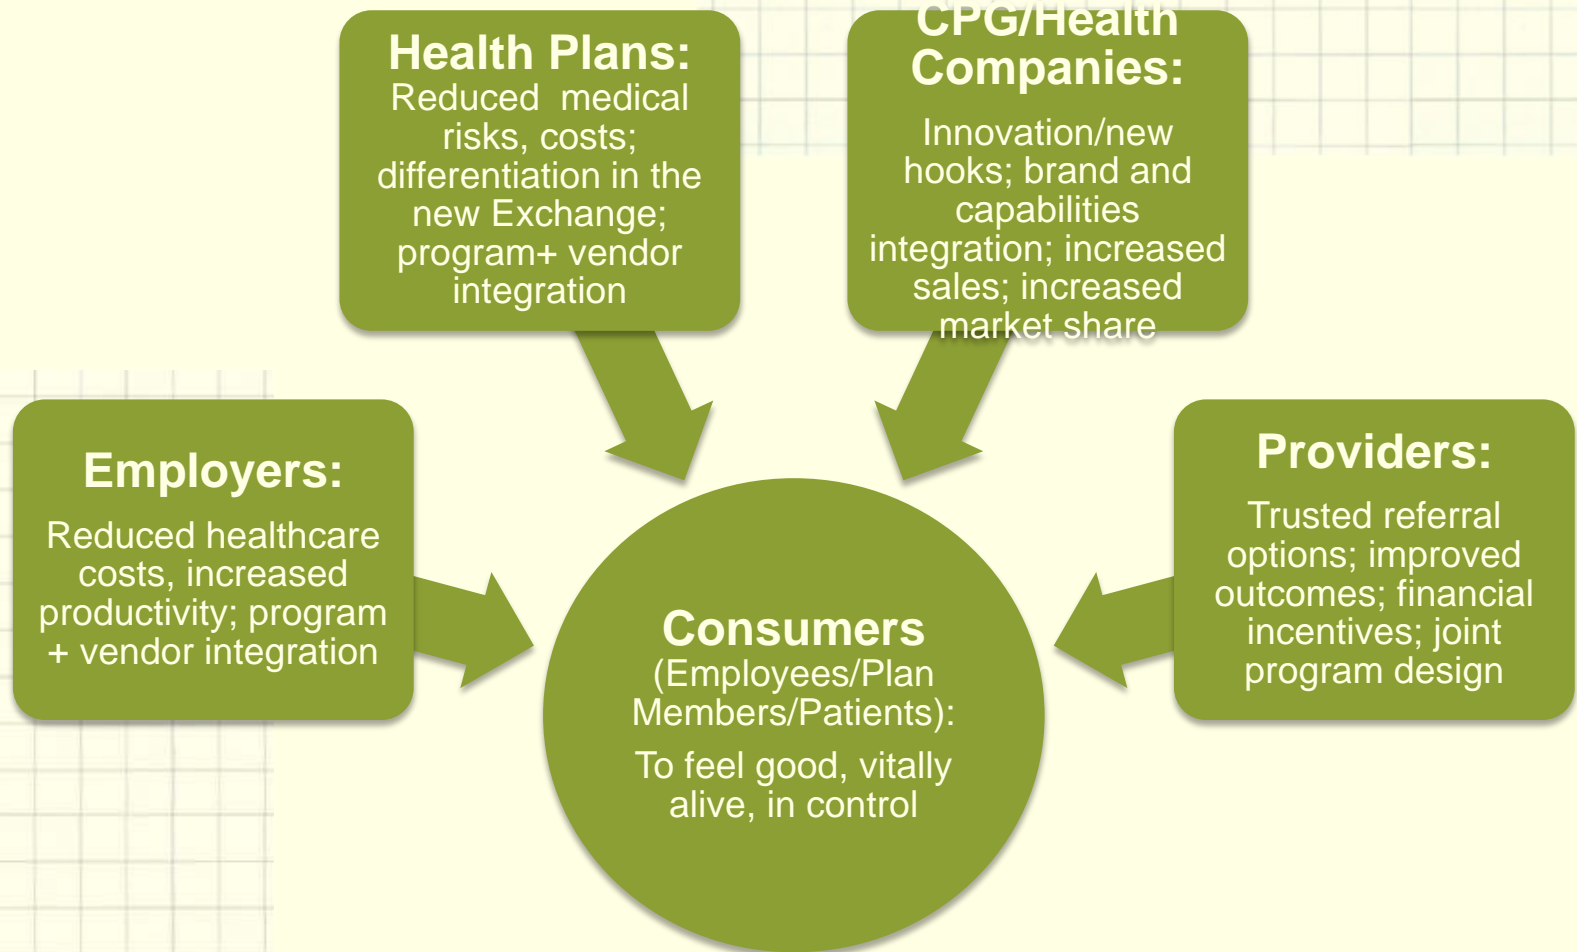 Health Plans:
Reduced  medical
risks, costs;
differentiation in the
new Exchange;
program+ vendor
integration
CPG/Health
Companies:
Innovation/new
hooks; brand and
capabilities
integration; increased
sales; increased
market share
Employers:
Reduced healthcare
costs, increased
productivity; program
+ vendor integration
Providers:
Trusted referral
options; improved
outcomes; financial
incentives; joint
program design
Consumers
(Employees/Plan
Members/Patients):
To feel good, vitally
alive, in control